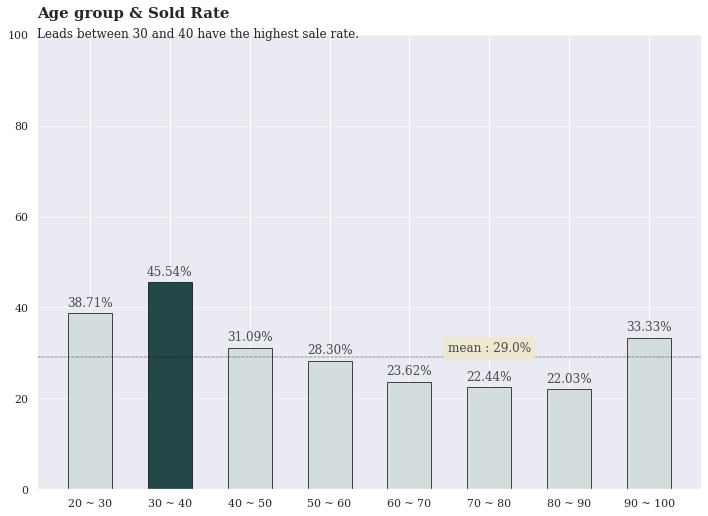 Age group & Sold Rate
Leads between 30 and 40 have the highest sale rate.
100
80
60
40
20
0
38.71%
45.54%
31.09%
28.30%
23.62%
22.44%
22.03%
33.33%
mean : 29.0%
20 ~ 30
30 ~ 40
40 ~ 50
50 ~ 60
60 ~ 70
70 ~ 80
80 ~ 90
90 ~ 100